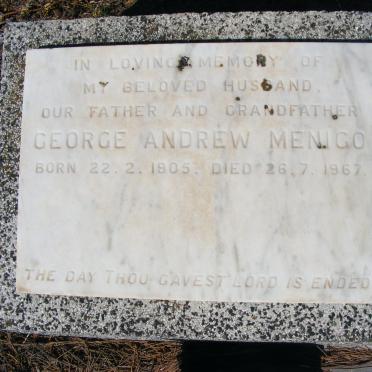 IN LOVING MEMORY OF
MY BELOVED HUSBAND,
OUR FATHER AND GRANDFATHER
GEORGE ANDREW MENIGO
BORN 22. 2. 1905. DIED 26. 7. 1967.
THE DAY THOU GAVEST LORD IS ENDED